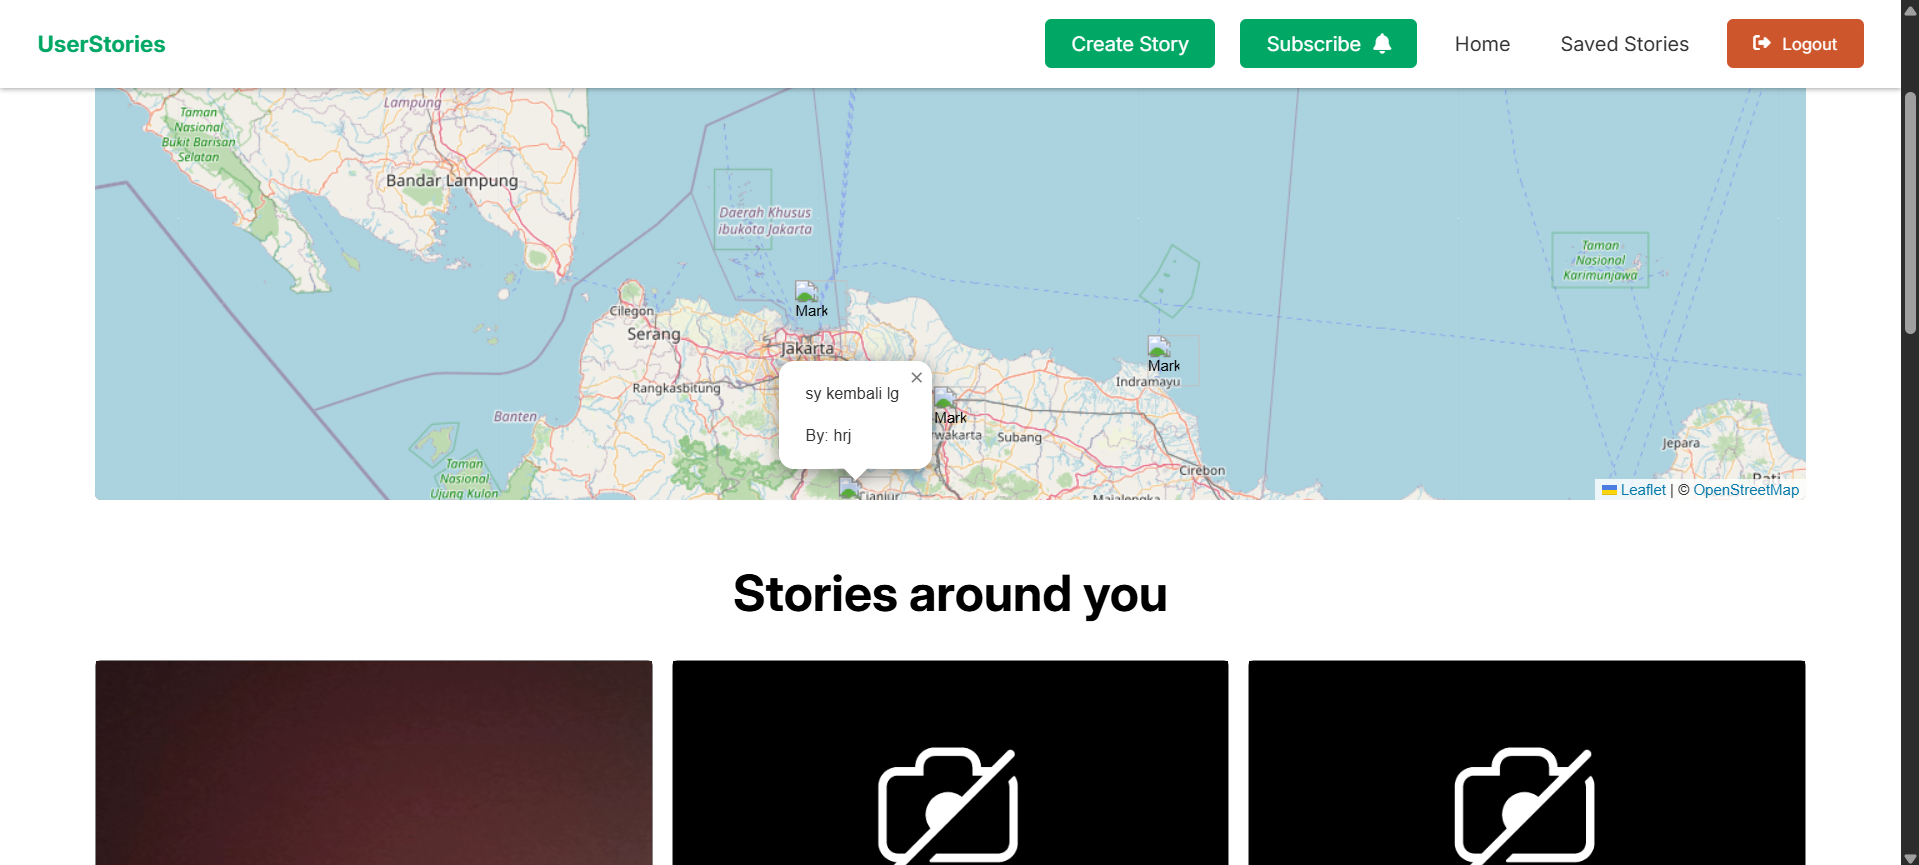 UserStories
Create Story
Subscribe
Home
Saved Stories
Logout
Lampung
Taman
Nasional
Bukit Barisan
Selatan
Bandar Lampung
Daerah Khusus
ibukota Jakarta
Taman
Nasional
Karimunjawa
Cilegon
Mark
Serang
Jakarta
Mark
Indramayu
Rangkasbitung
×
sy kembali lg
By: hrj
Banten
Mark
wakarta
Subang
Jepara
Taman
Nasional
Ujung Kulon
Cirebon
Cianjur
Majalengka
Pati
Leaflet | © OpenStreetMap
Stories around you